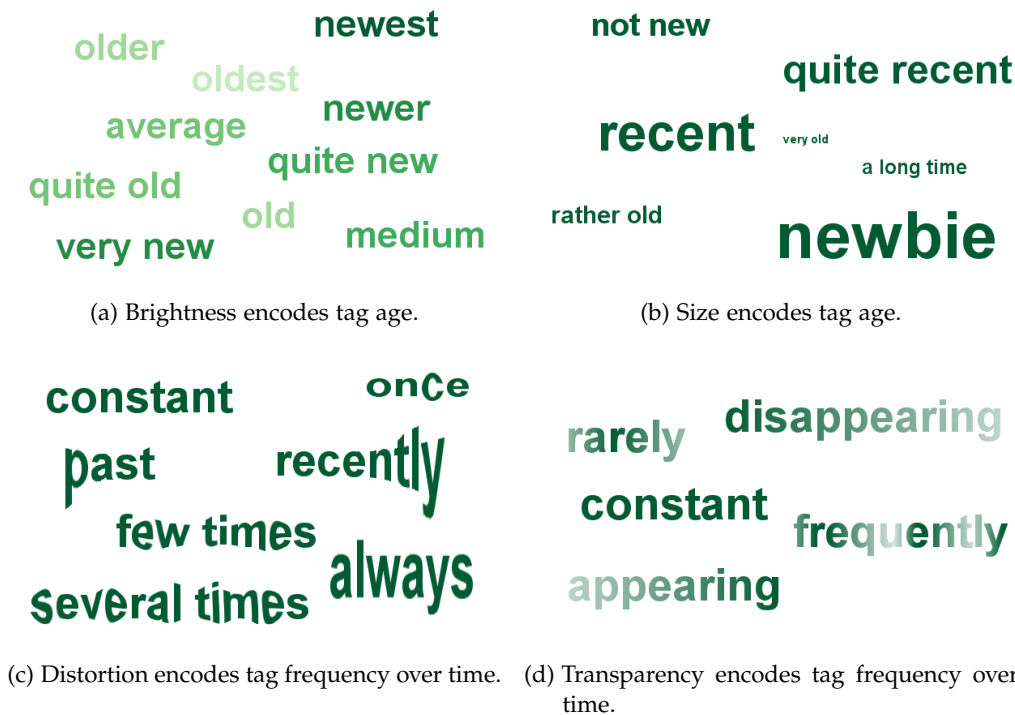 newest
older
oldest
newer
average
quite new
quite old
old
medium
very new
(a) Brightness encodes tag age.
not new
quite recent
recent
very old
a long time
rather old
newbie
(b) Size encodes tag age.
constant
once
past
recently
few times
always
several times
(c) Distortion encodes tag frequency over time.
disappearing
rarely
constant
frequently
appearing
(d) Transparency encodes tag frequency over
time.